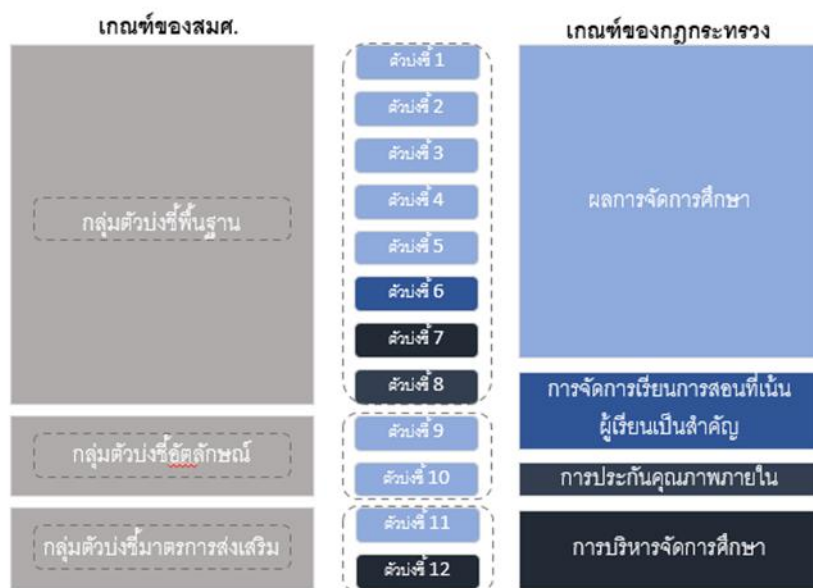 เกณฑ์ของสมศ.
กลุ่มตัวบ่งชี้พื้นฐาน
กลุ่มตัวบ่งชี้อัตลักษณ์
กลุ่มตัวบ่งชี้มาตรการส่งเสริม
ตัวบ่งชี้ 1
ตัวบ่งชี้ 2
ตัวบ่งชี้ 3
ตัวบ่งชี้ 4
ตัวบ่งชี้ 5
ตัวบ่งชี้ 6
ตัวบ่งชี้ 7
ตัวบ่งชี้ 8
ตัวบ่งชี้ 9
ตัวบ่งชี้ 10
ตัวบ่งชี้ 11
ตัวบ่งชี้ 12
เกณฑ์ของกฎกระทรวง
ผลการจัดการศึกษา
การจัดการเรียนการสอนที่เน้น
ผู้เรียนเป็นสำคัญ
การประกันคุณภาพภายใน
การบริหารจัดการศึกษา